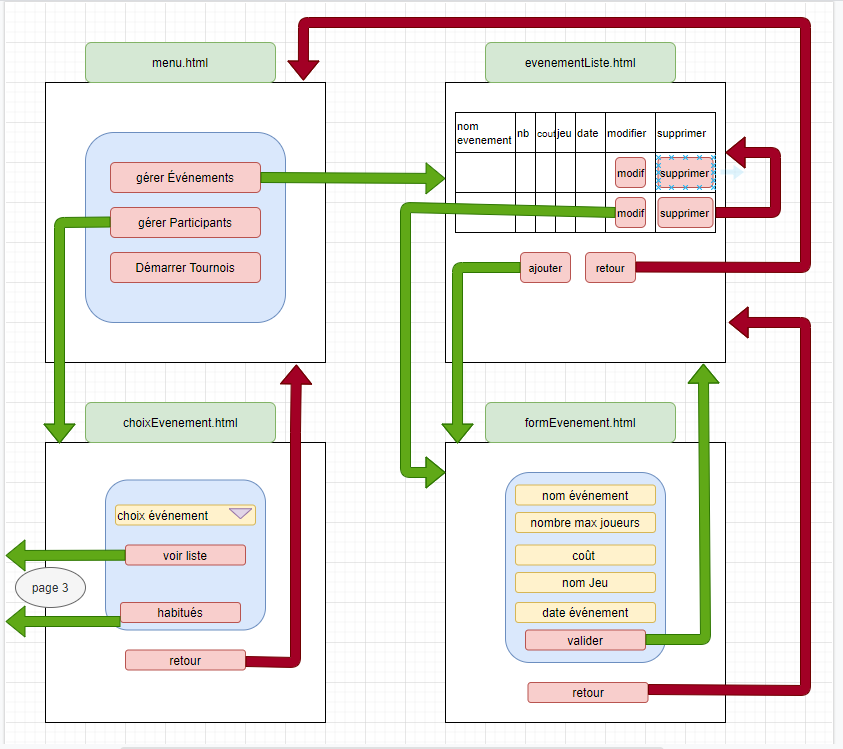 menu.html
gérer Événements
gérer Participants
Démarrer Tournois
evenementListe.html
nom
evenement
nb
cout
jeu
date
modifier
supprimer
modif
supprimer
modif
supprimer
ajouter
retour
choixEvenement.html
choix événement
voir liste
page 3
habitués
retour
formEvenement.html
nom événement
nombre max joueurs
coût
nom Jeu
date événement
valider
retour